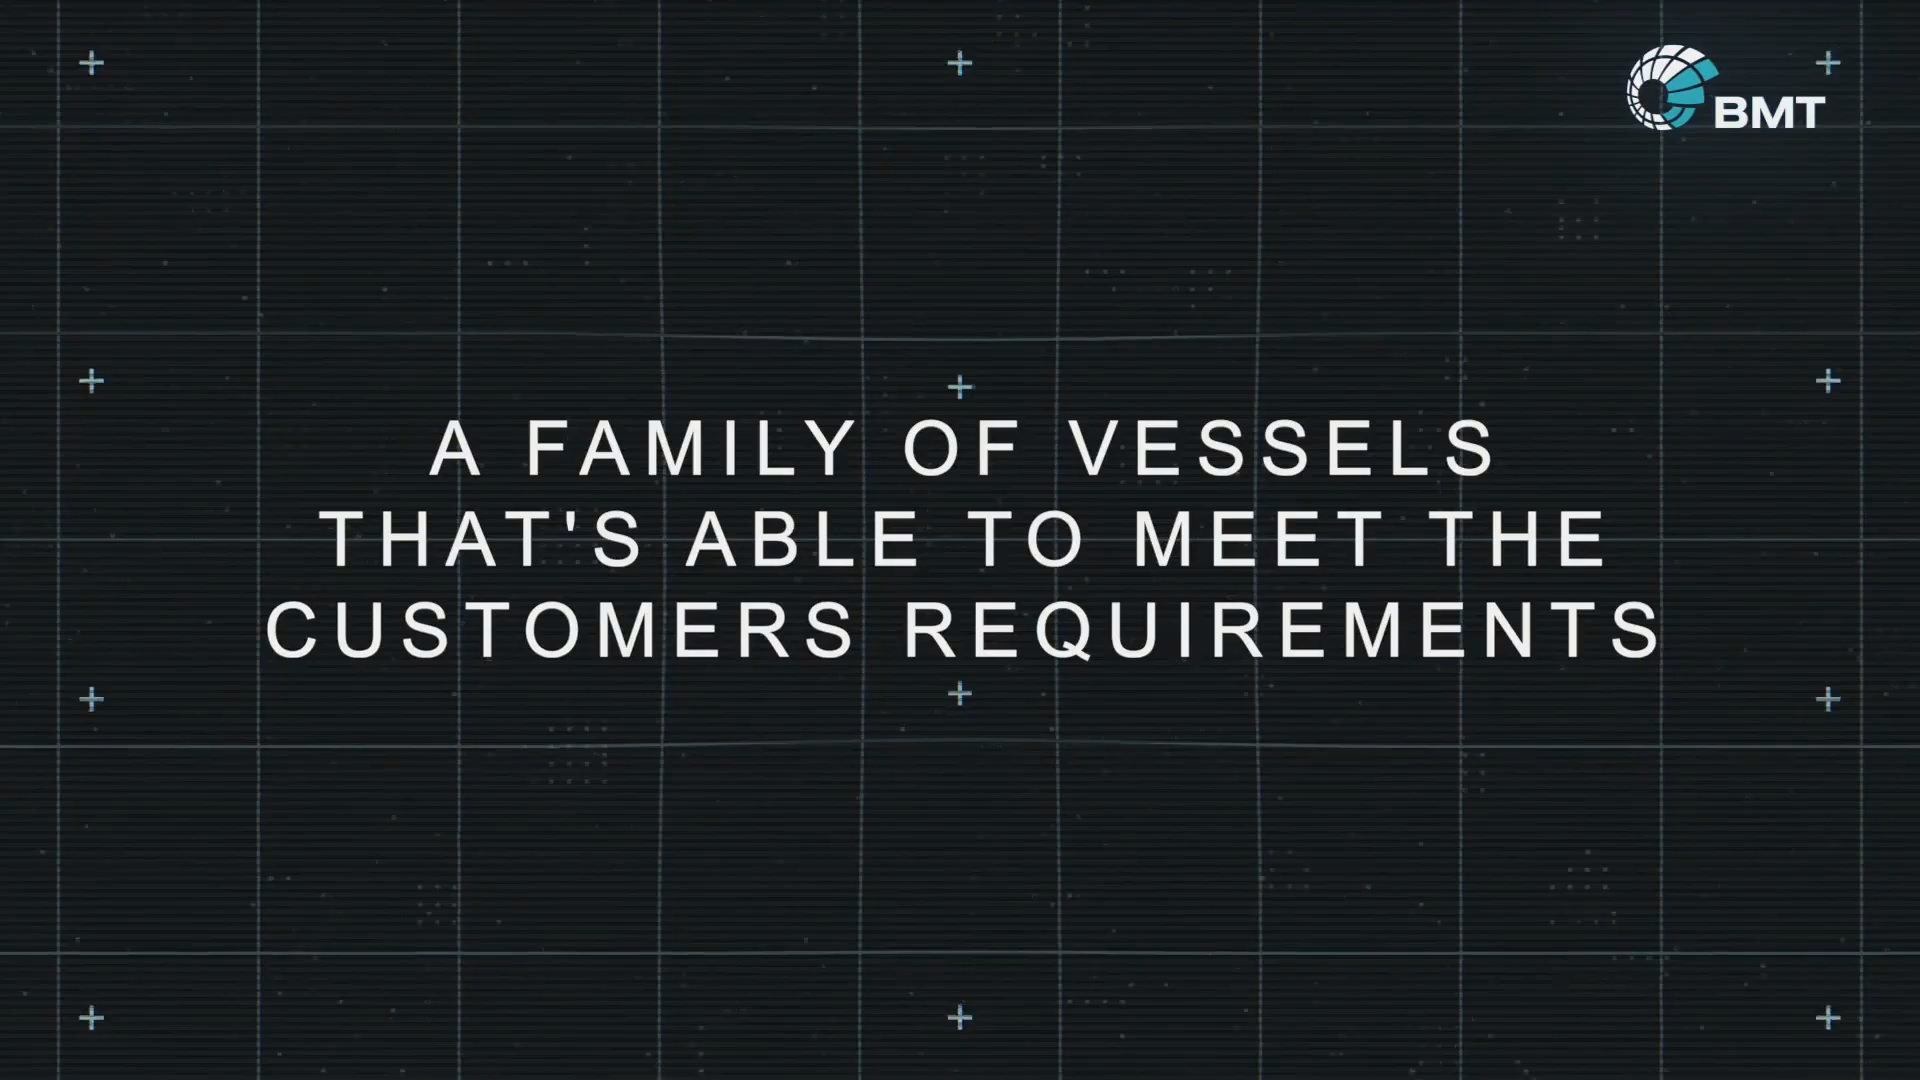 BMT
A FAMILY OF VESSELS
THAT'S ABLE TO MEET THE
CUSTOMERS REQUIREMENTS